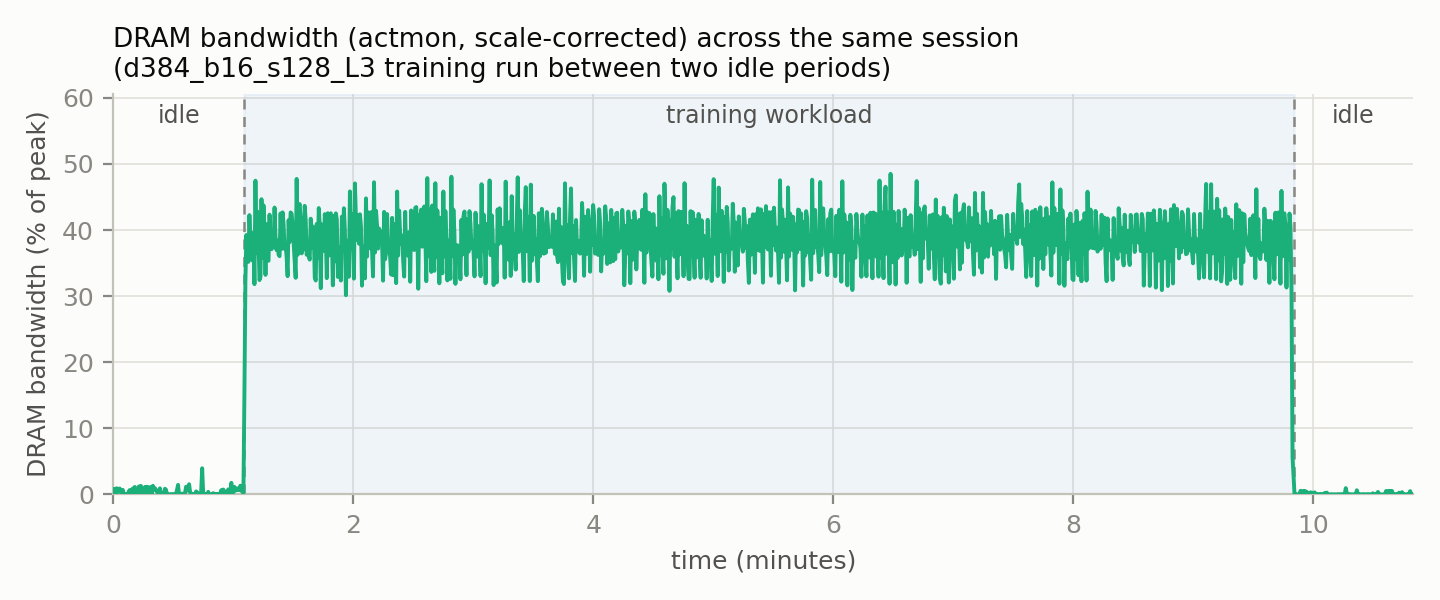 DRAM bandwidth (actmon, scale-corrected) across the same session
(d384_b16_s128_L3 training run between two idle periods)
idle
training workload
idle
DRAM bandwidth (% of peak)
60
50
40
30
20
10
0
0
2
4
6
8
10
time (minutes)